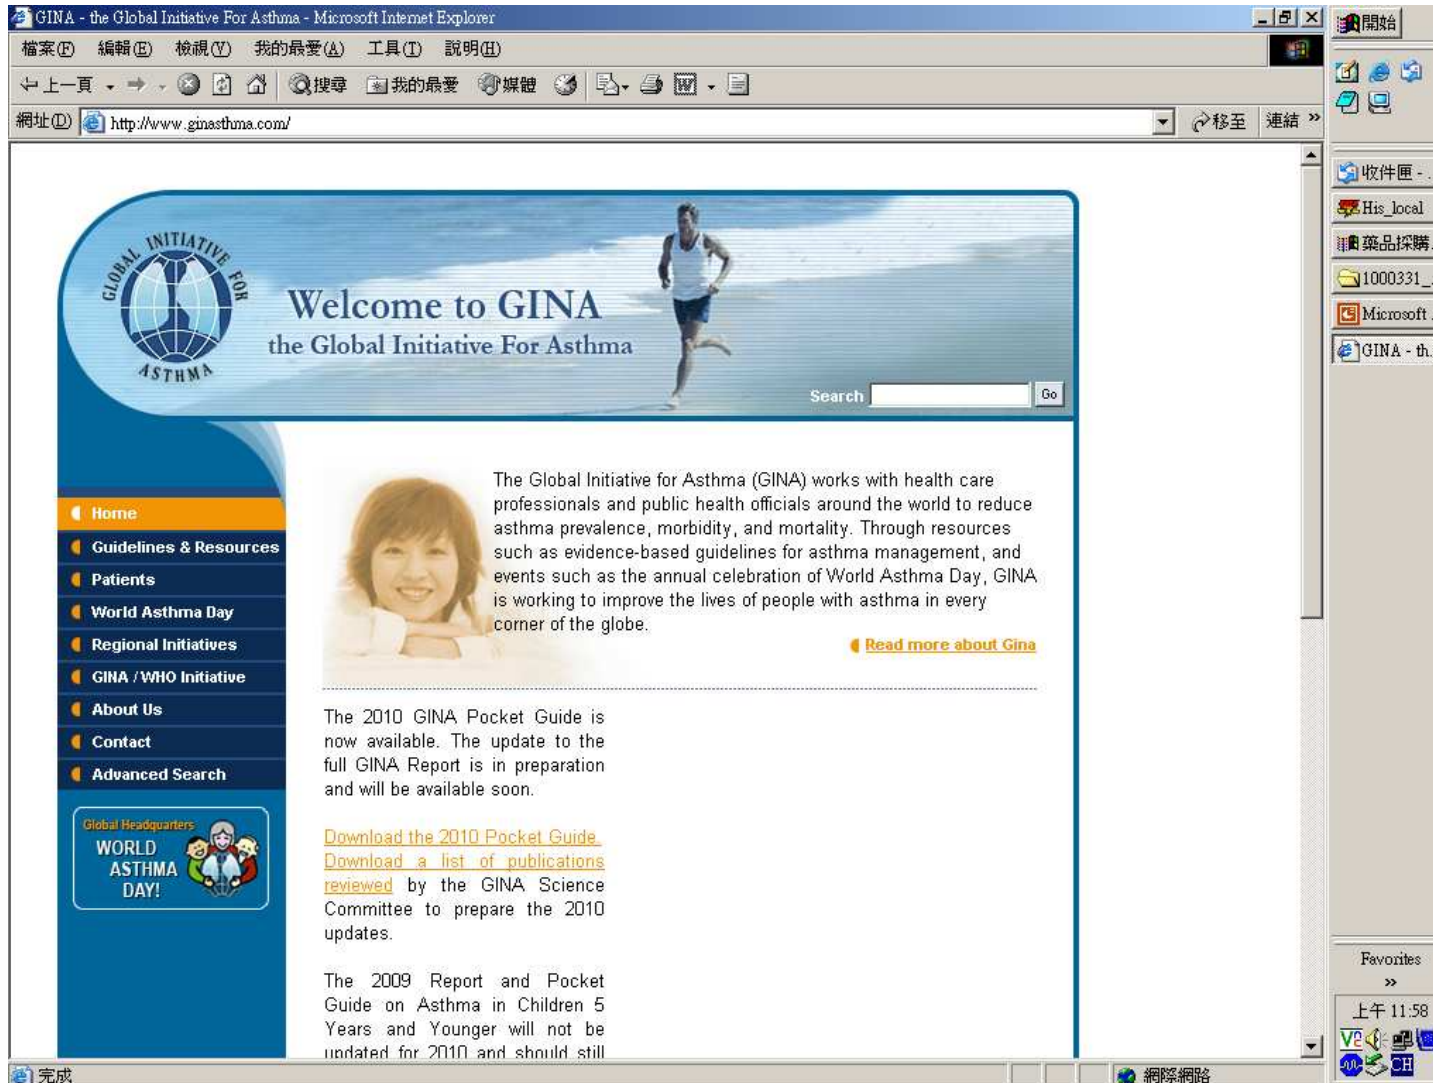 GINA - the Global Initiative For Asthma - Microsoft Internet Explorer
檔案(F) 編輯(E) 檢視(V) 我的最愛(A) 工具(T) 說明(H)
上一頁 搜尋 我的最愛 媒體
網址(D) http://www.ginasthma.com/ 移至 連結 »
GLOBAL INITIATIVE FOR ASTHMA
Welcome to GINA
the Global Initiative For Asthma
Search Go
Home
Guidelines & Resources
Patients
World Asthma Day
Regional Initiatives
GINA / WHO Initiative
About Us
Contact
Advanced Search
Global Headquarters
WORLD
ASTHMA
DAY!
The Global Initiative for Asthma (GINA) works with health care
professionals and public health officials around the world to reduce
asthma prevalence, morbidity, and mortality. Through resources
such as evidence-based guidelines for asthma management, and
events such as the annual celebration of World Asthma Day, GINA
is working to improve the lives of people with asthma in every
corner of the globe.
Read more about Gina
The 2010 GINA Pocket Guide is
now available. The update to the
full GINA Report is in preparation
and will be available soon.
Download the 2010 Pocket Guide.
Download a list of publications
reviewed by the GINA Science
Committee to prepare the 2010
updates.
The 2009 Report and Pocket
Guide on Asthma in Children 5
Years and Younger will not be
updated for 2010 and should still
完成 網際網路
開始
收件匣 - .
His_local
藥品採購.
1000331_.
Microsoft .
GINA - th.
Favorites
»
上午 11:58
CH